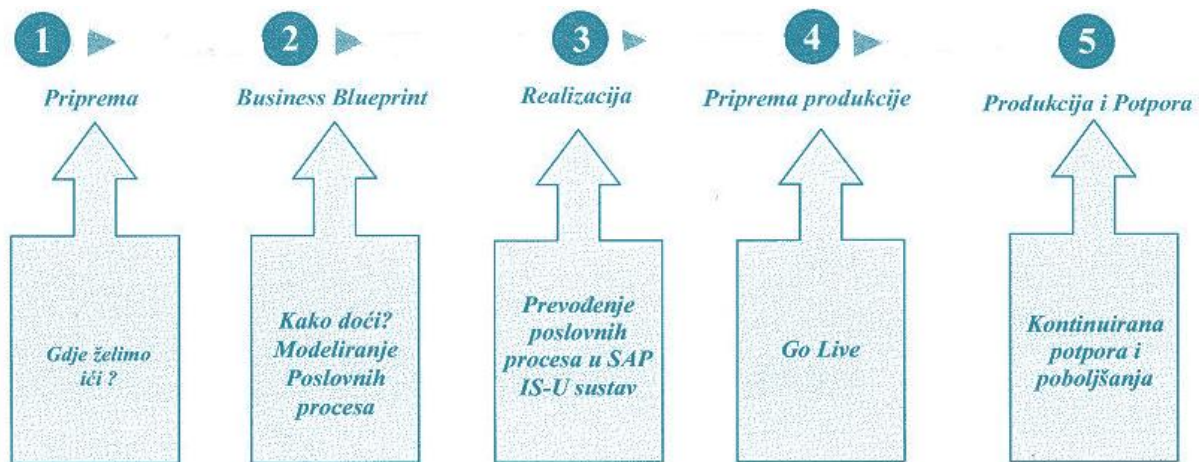 1
2
3
4
5
Priprema
Business Blueprint
Realizacija
Priprema produkcije
Produkcija i Potpora
Gdje želimo
ići ?
Kako doći?
Modeliranje
Poslovnih
procesa
Prevođenje
poslovnih
procesa u SAP
IS-U sustav
Go Live
Kontinuirana
potpora i
poboljšanja